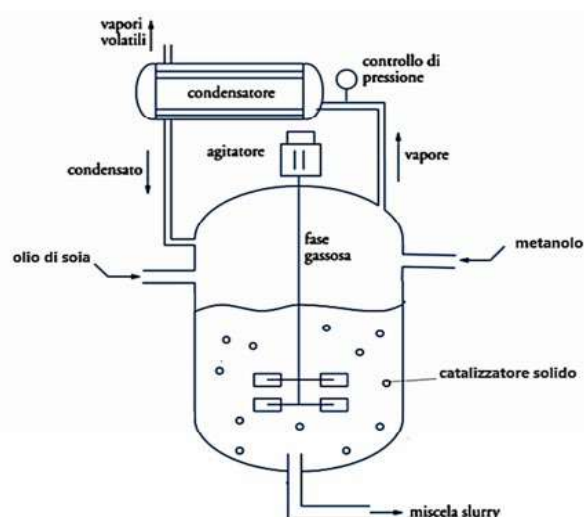 vapori
volatili
condensatore
controllo di
pressione
agitatore
condensato
vapore
fase
gassosa
olio di soia
metanolo
catalizzatore solido
miscela slurry